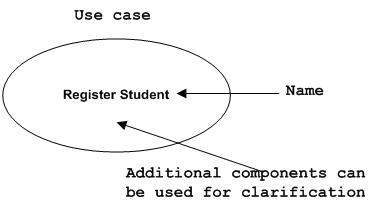 Use case
Register Student
Name
Additional components can
be used for clarification